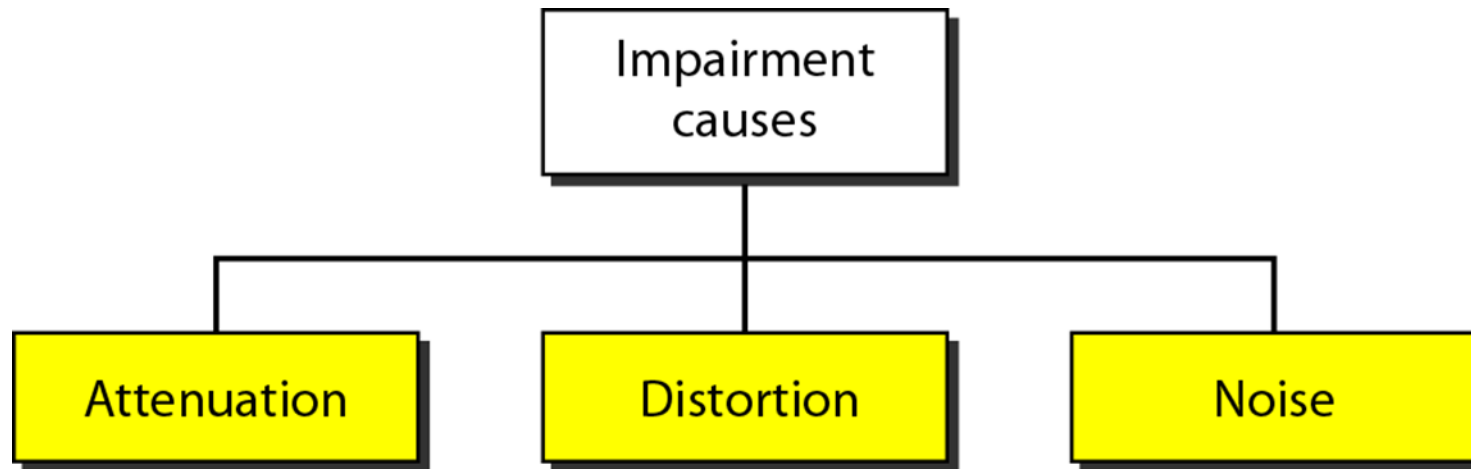 Impairment
causes
Attenuation
Distortion
Noise